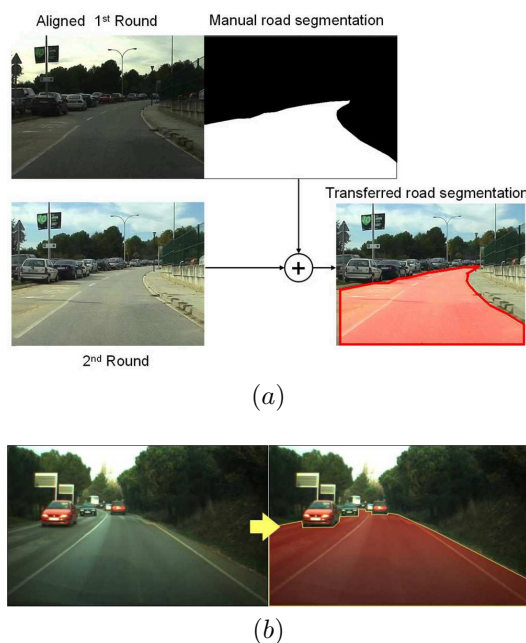 Aligned 1st Round
Manual road segmentation
Transferred road segmentation
+
2nd Round
(a)
(b)